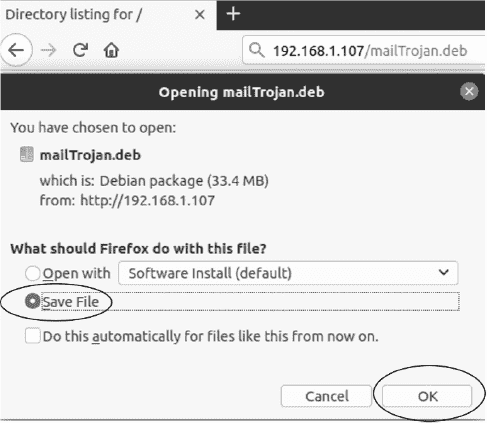 Directory listing for /
192.168.1.107/mailTrojan.deb
Opening mailTrojan.deb
You have chosen to open:
mailTrojan.deb
which is: Debian package (33.4 MB)
from: http://192.168.1.107
What should Firefox do with this file?
Open with Software Install (default)
Save File
Do this automatically for files like this from now on.
Cancel OK